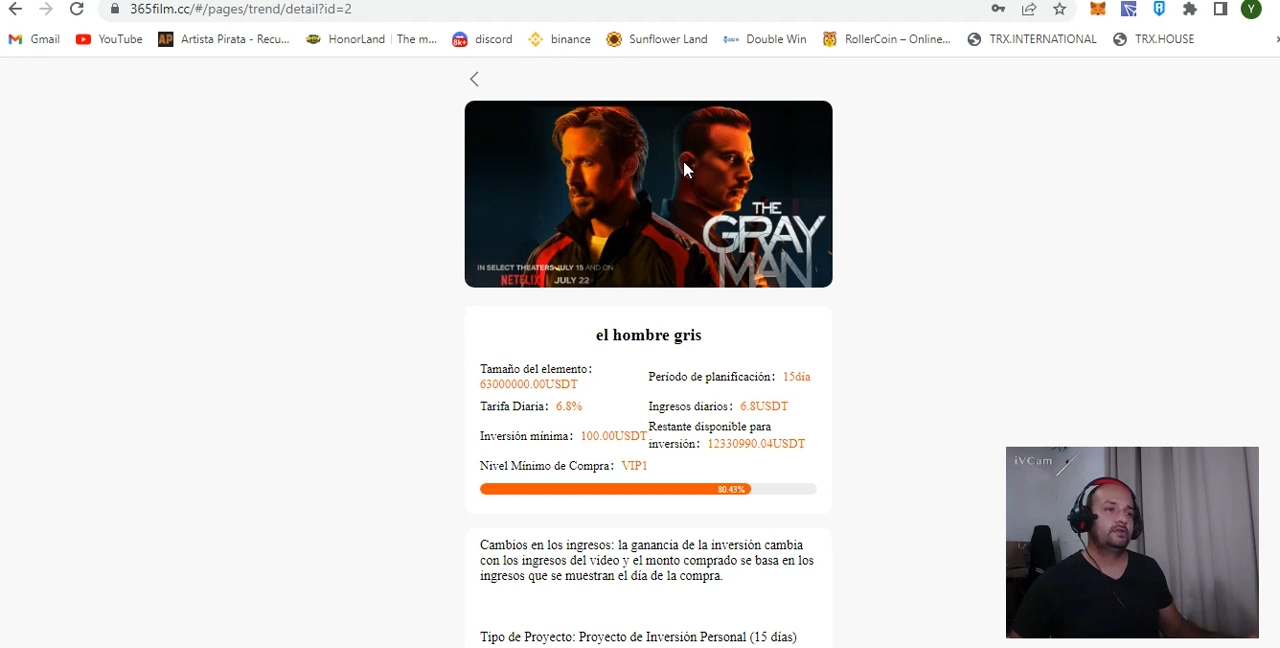 365film.cc/#/pages/trend/detail?id=2
Y
Gmail YouTube Artista Pirata - Recu... HonorLand | The m... discord binance Sunflower Land Double Win RollerCoin – Online... TRX.INTERNATIONAL TRX.HOUSE
THE
GRAY
MAN
IN SELECT THEATERS JULY 15 AND ON
NETFLIX | JULY 22
el hombre gris
Tamaño del elemento:
63000000.00USDT
Período de planificación: 15día
Tarifa Diaria: 6.8%
Ingresos diarios: 6.8USDT
Inversión mínima: 100.00USDT
Restante disponible para
inversión: 12330990.04USDT
Nivel Mínimo de Compra: VIP1
80.43%
Cambios en los ingresos: la ganancia de la inversión cambia
con los ingresos del video y el monto comprado se basa en los
ingresos que se muestran el día de la compra.
Tipo de Proyecto: Proyecto de Inversión Personal (15 días)
iVCam